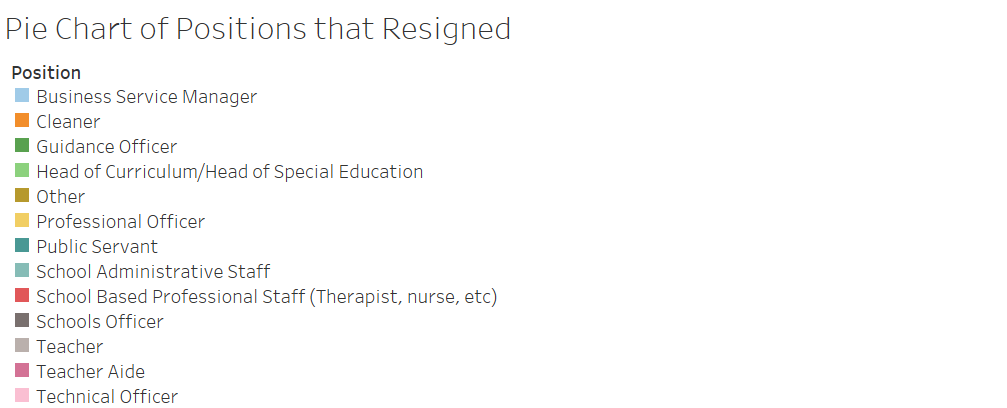 Pie Chart of Positions that Resigned
Position
Business Service Manager
Cleaner
Guidance Officer
Head of Curriculum/Head of Special Education
Other
Professional Officer
Public Servant
School Administrative Staff
School Based Professional Staff (Therapist, nurse, etc)
Schools Officer
Teacher
Teacher Aide
Technical Officer